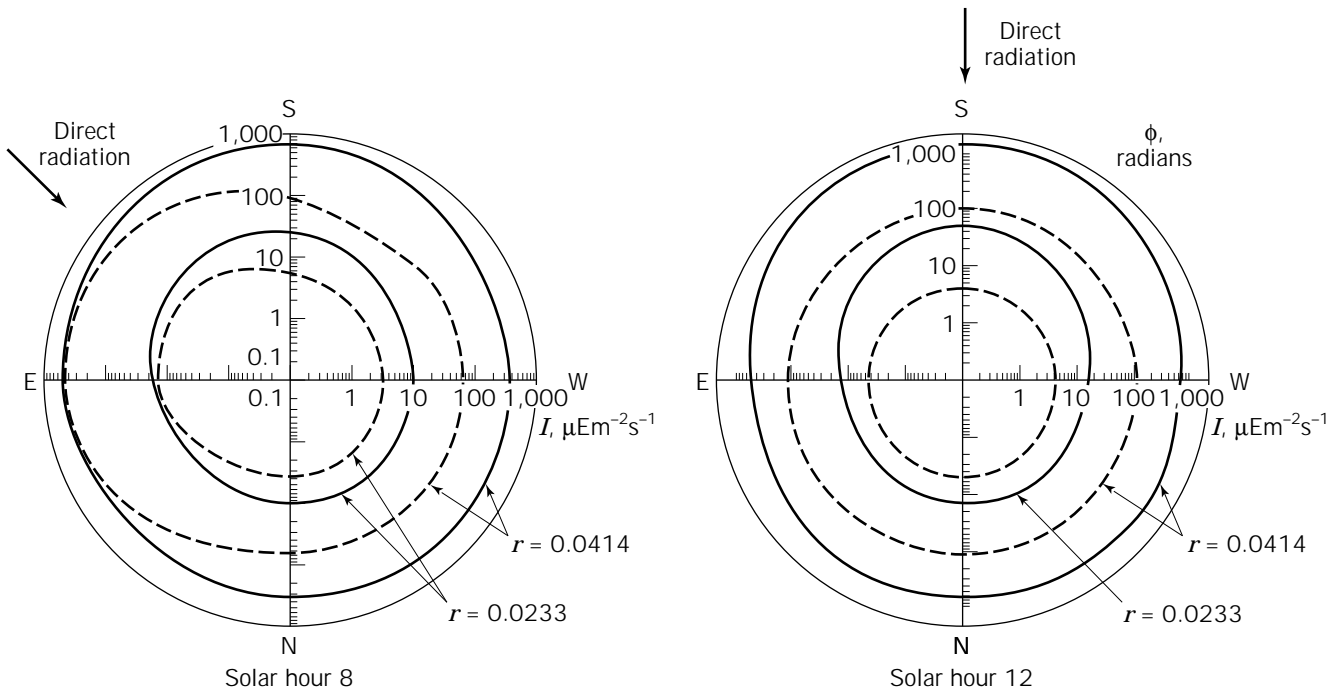 Direct
radiation
S
1,000
100
10
1
0.1
E
0.1
1
10
100
1,000
W
I, μEm⁻²s⁻¹
r = 0.0414
r = 0.0233
N
Solar hour 8
Direct
radiation
S
ϕ,
radians
1,000
100
10
1
E
1
10
100
1,000
W
I, μEm⁻²s⁻¹
r = 0.0414
r = 0.0233
N
Solar hour 12